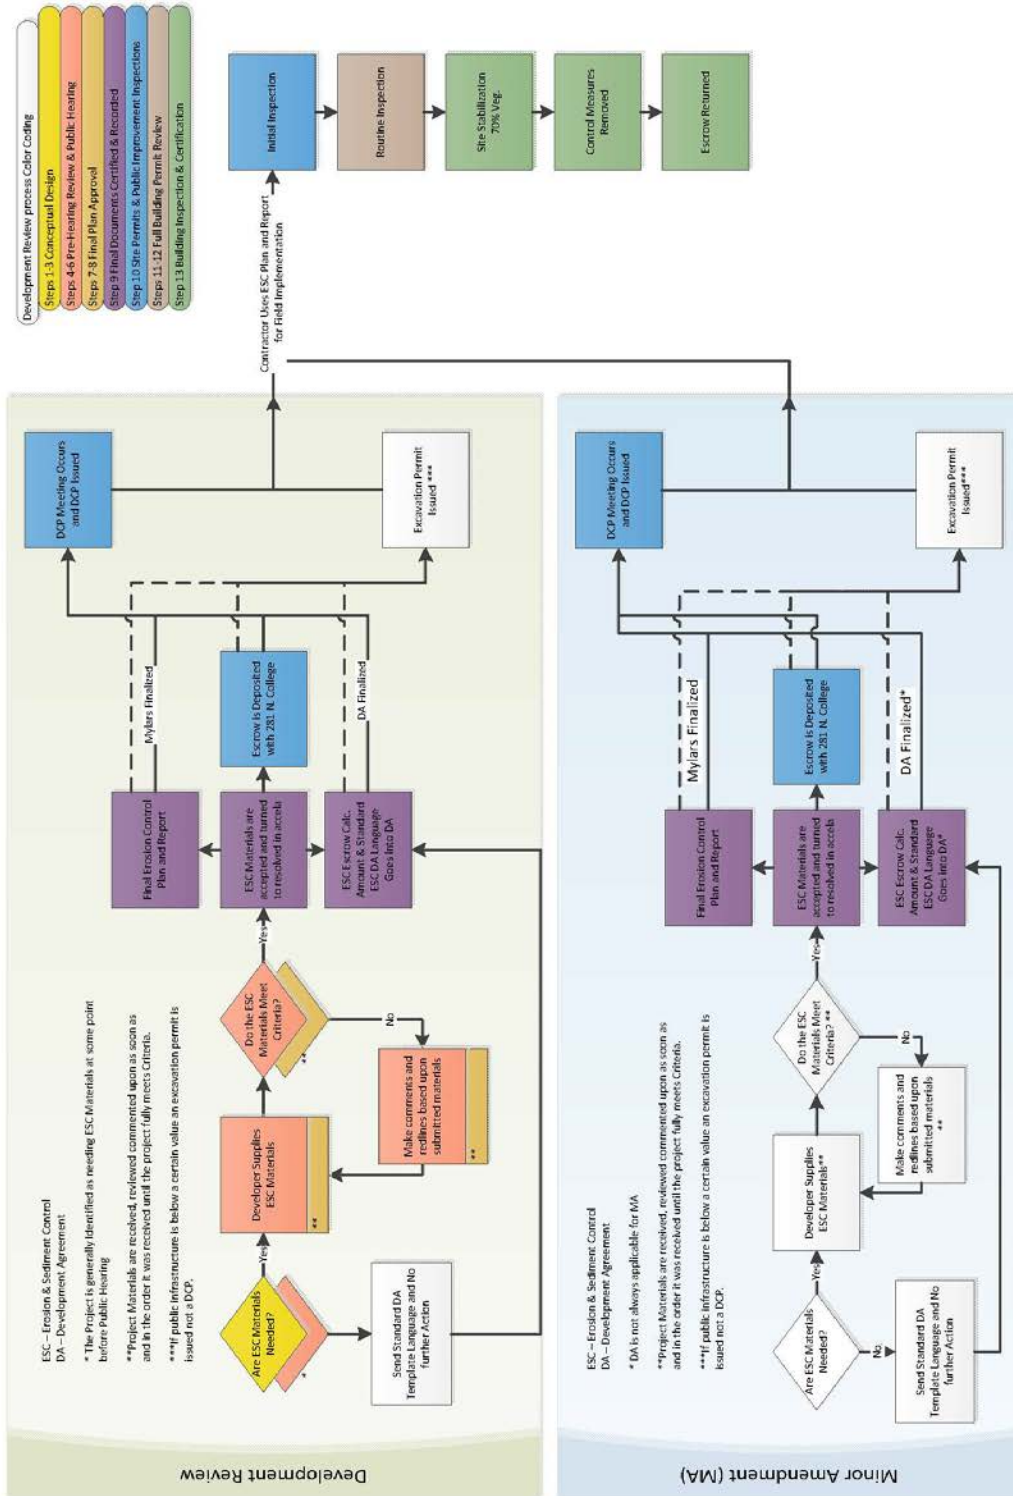 Development Review process Color Coding
Steps 1-3 Conceptual Design
Steps 4-6 Pre-Hearing Review & Public Hearing
Steps 7-8 Final Plan Approval
Step 9 Final Documents Certified & Recorded
Step 10 Site Permits & Public Improvement Inspections
Steps 11-12 Full Building Permit Review
Step 13 Building Inspection & Certification
Development Review
ESC – Erosion & Sediment Control
DA – Development Agreement
* The Project is generally Identified as needing ESC Materials at some point
before Public Hearing
**Project Materials are received, reviewed commented upon as soon as
and in the order it was received until the project fully meets Criteria.
***If public Infrastructure is below a certain value an excavation permit is
issued not a DCP.
Are ESC Materials
Needed?
*
Yes
Send Standard DA
Template Language and No
further Action
Developer Supplies
ESC Materials
**
Do the ESC
Materials Meet
Criteria?
**
No
Make comments and
redlines based upon
submitted materials
**
Yes
Final Erosion Control
Plan and Report
ESC Materials are
accepted and turned
to resolved in accela
ESC Escrow Calc.
Amount & Standard
ESC DA Language
Goes Into DA
Escrow is Deposited
with 281 N. College
Mylars Finalized
DA Finalized
DCP Meeting Occurs
and DCP Issued
Excavation Permit
Issued ***
Contractor Uses ESC Plan and Report
for Field Implementation
Initial Inspection
Routine Inspection
Site Stabilization
70% Veg.
Control Measures
Removed
Escrow Returned
Minor Amendment (MA)
ESC – Erosion & Sediment Control
DA – Development Agreement
* DA is not always applicable for MA
**Project Materials are received, reviewed commented upon as soon as
and in the order it was received until the project fully meets Criteria.
***If public infrastructure is below a certain value an excavation permit is
issued not a DCP.
Are ESC Materials
Needed?
Yes
No
Send Standard DA
Template Language and No
further Action
Developer Supplies
ESC Materials**
Do the ESC
Materials Meet
Criteria? **
No
Make comments and
redlines based upon
submitted materials
**
Yes
Final Erosion Control
Plan and Report
ESC Materials are
accepted and turned
to resolved in accela
ESC Escrow Calc.
Amount & Standard
ESC DA Language
Goes Into DA*
Escrow is Deposited
with 281 N. College
Mylars Finalized
DA Finalized*
DCP Meeting Occurs
and DCP Issued
Excavation Permit
Issued***